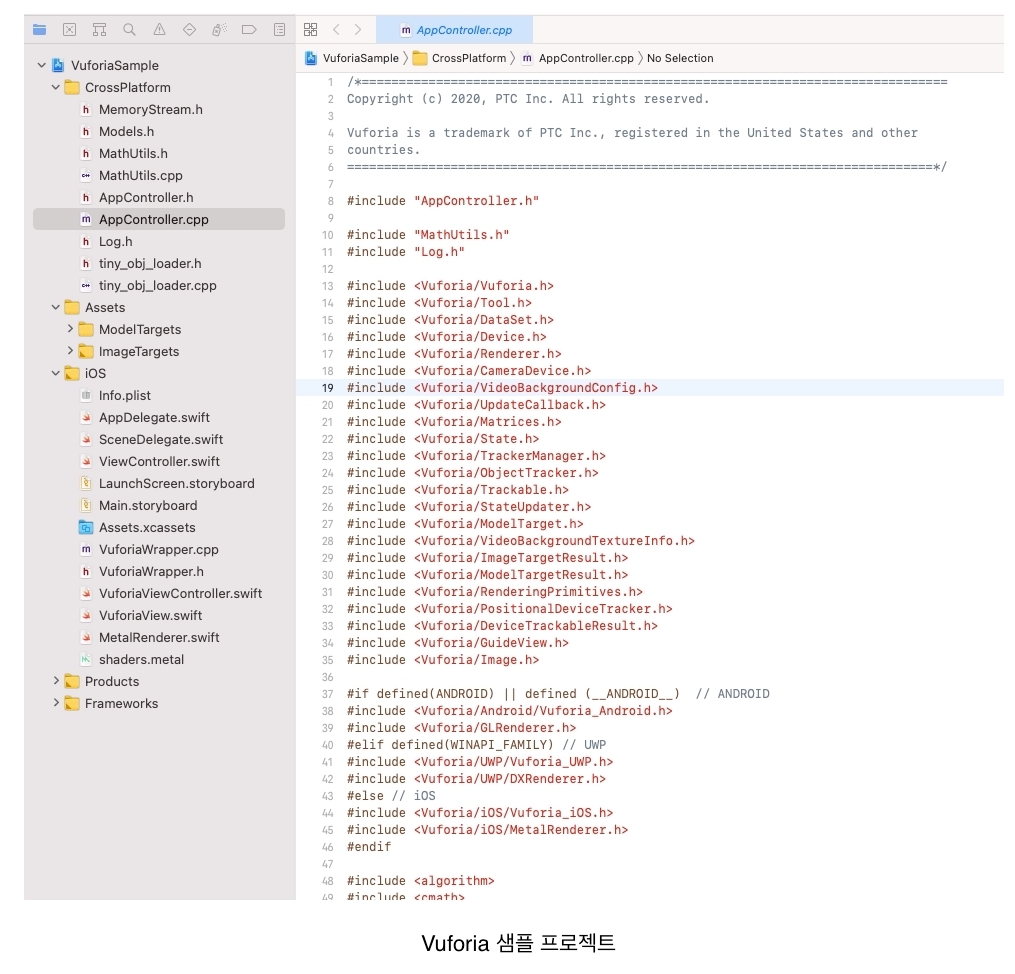 AppController.cpp
VuforiaSample 〉 CrossPlatform 〉 AppController.cpp 〉 No Selection
VuforiaSample
CrossPlatform
MemoryStream.h
Models.h
MathUtils.h
MathUtils.cpp
AppController.h
AppController.cpp
Log.h
tiny_obj_loader.h
tiny_obj_loader.cpp
Assets
ModelTargets
ImageTargets
iOS
Info.plist
AppDelegate.swift
SceneDelegate.swift
ViewController.swift
LaunchScreen.storyboard
Main.storyboard
Assets.xcassets
VuforiaWrapper.cpp
VuforiaWrapper.h
VuforiaViewController.swift
VuforiaView.swift
MetalRenderer.swift
shaders.metal
Products
Frameworks
1 /*===============================================================================
2 Copyright (c) 2020, PTC Inc. All rights reserved.
3
4 Vuforia is a trademark of PTC Inc., registered in the United States and other
5 countries.
6 ===============================================================================*/
7
8 #include "AppController.h"
9
10 #include "MathUtils.h"
11 #include "Log.h"
12
13 #include <Vuforia/Vuforia.h>
14 #include <Vuforia/Tool.h>
15 #include <Vuforia/DataSet.h>
16 #include <Vuforia/Device.h>
17 #include <Vuforia/Renderer.h>
18 #include <Vuforia/CameraDevice.h>
19 #include <Vuforia/VideoBackgroundConfig.h>
20 #include <Vuforia/UpdateCallback.h>
21 #include <Vuforia/Matrices.h>
22 #include <Vuforia/State.h>
23 #include <Vuforia/TrackerManager.h>
24 #include <Vuforia/ObjectTracker.h>
25 #include <Vuforia/Trackable.h>
26 #include <Vuforia/StateUpdater.h>
27 #include <Vuforia/ModelTarget.h>
28 #include <Vuforia/VideoBackgroundTextureInfo.h>
29 #include <Vuforia/ImageTargetResult.h>
30 #include <Vuforia/ModelTargetResult.h>
31 #include <Vuforia/RenderingPrimitives.h>
32 #include <Vuforia/PositionalDeviceTracker.h>
33 #include <Vuforia/DeviceTrackableResult.h>
34 #include <Vuforia/GuideView.h>
35 #include <Vuforia/Image.h>
36
37 #if defined(ANDROID) || defined (__ANDROID__)  // ANDROID
38 #include <Vuforia/Android/Vuforia_Android.h>
39 #include <Vuforia/GLRenderer.h>
40 #elif defined(WINAPI_FAMILY) // UWP
41 #include <Vuforia/UWP/Vuforia_UWP.h>
42 #include <Vuforia/UWP/DXRenderer.h>
43 #else // iOS
44 #include <Vuforia/iOS/Vuforia_iOS.h>
45 #include <Vuforia/iOS/MetalRenderer.h>
46 #endif
47
48 #include <algorithm>
49 #include <cmath>
Vuforia 샘플 프로젝트